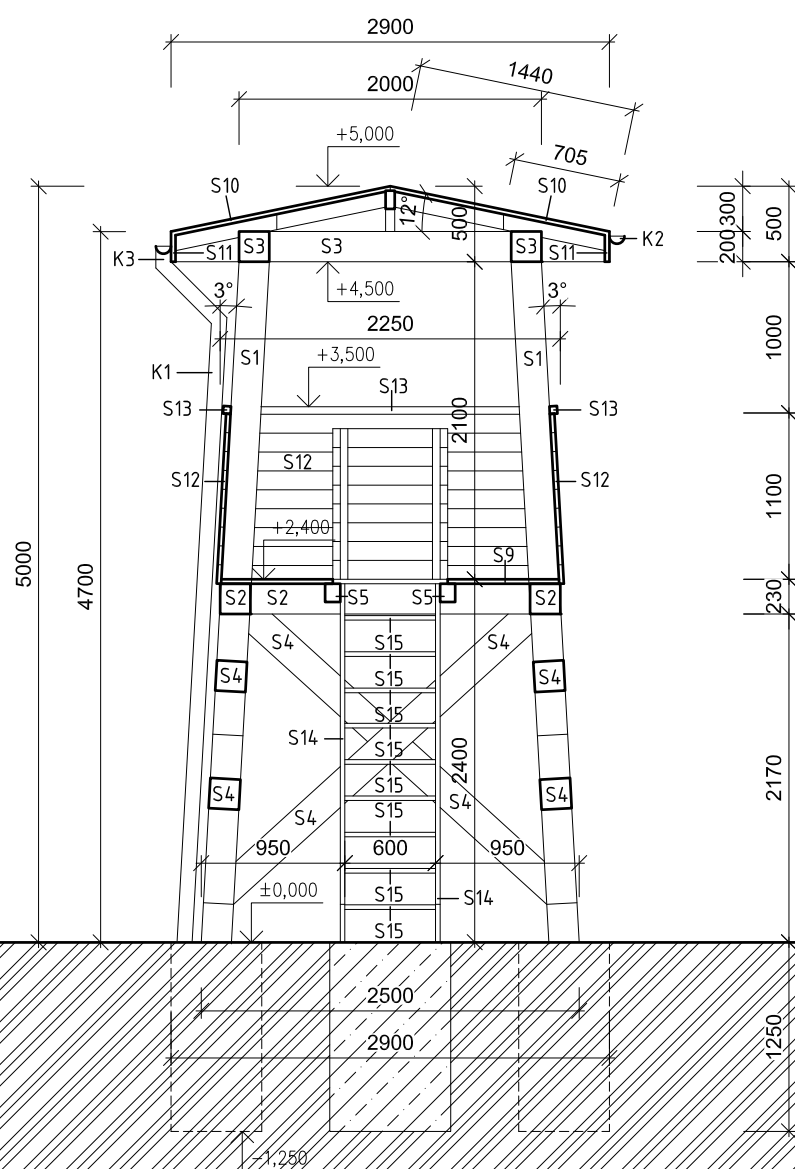 2900
1440
2000
+5,000
705
S10
S10
12°
500
300
200
500
S3
S3
S3
S11
S11
K3
K2
+4,500
3°
3°
2250
1000
K1
S1
S1
+3,500
S13
S13
S13
2100
S12
S12
S12
1100
5000
4700
+2,400
S9
S2
S2
S5
S5
S2
230
S4
S15
S4
S4
S15
S4
S15
S14
S15
2400
2170
S4
S15
S4
S4
S15
S4
950
600
950
±0,000
S15
S14
S15
2500
2900
1250
-1,250